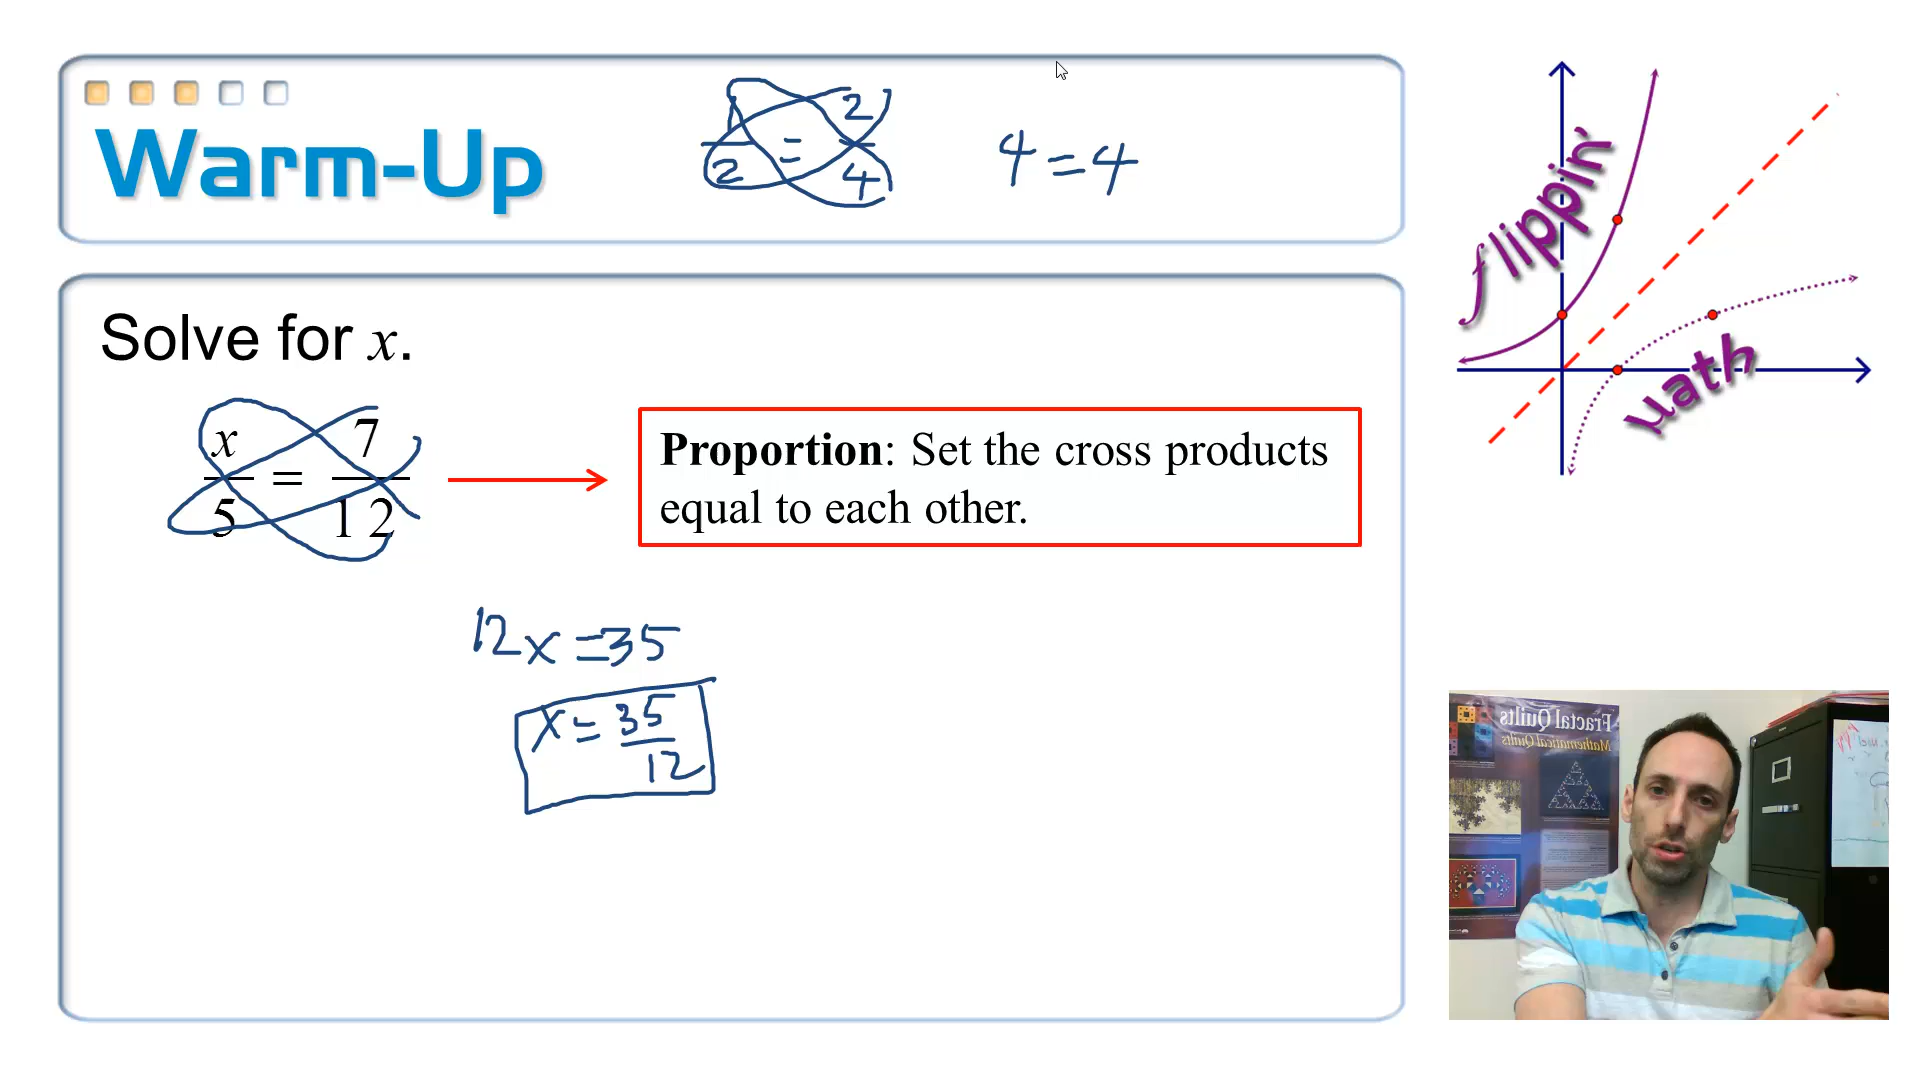 Warm-Up
1/2 = 2/4
4=4
flippin'
math
Solve for x.
x/5 = 7/12
Proportion: Set the cross products
equal to each other.
12x=35
x=35/12
Fractal Quilts
Mathematical Quilts